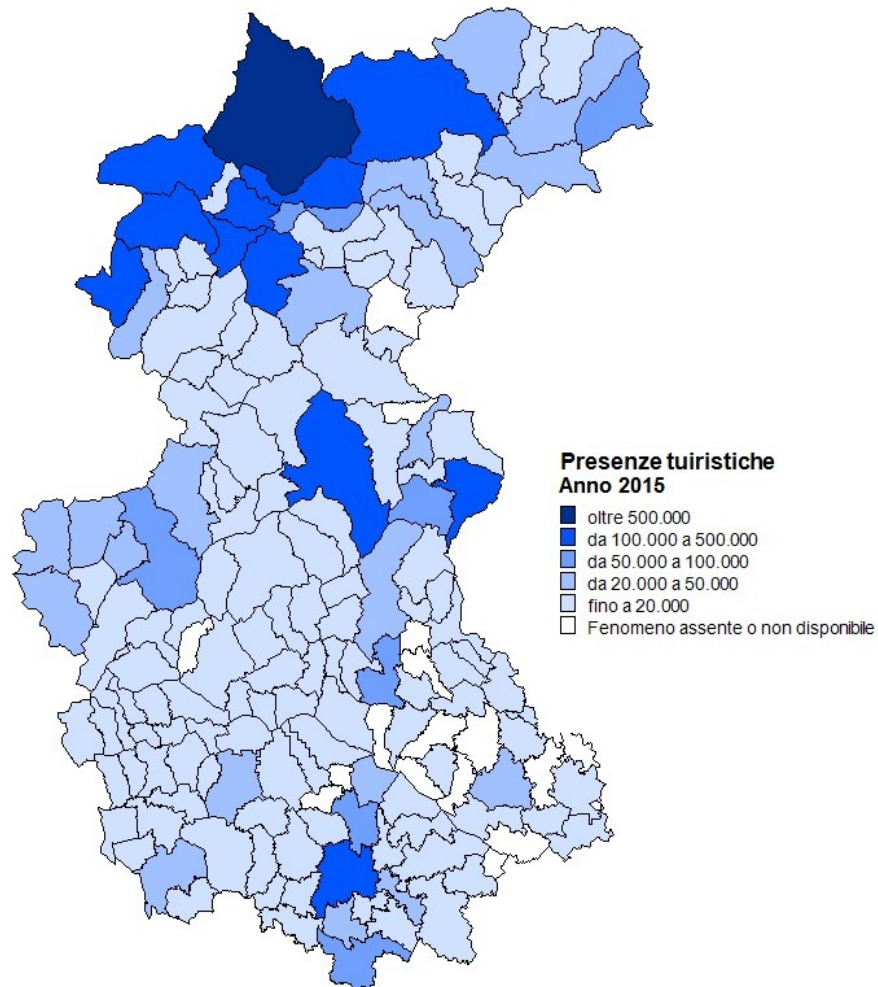 Presenze tuiristiche
Anno 2015
oltre 500.000
da 100.000 a 500.000
da 50.000 a 100.000
da 20.000 a 50.000
fino a 20.000
Fenomeno assente o non disponibile